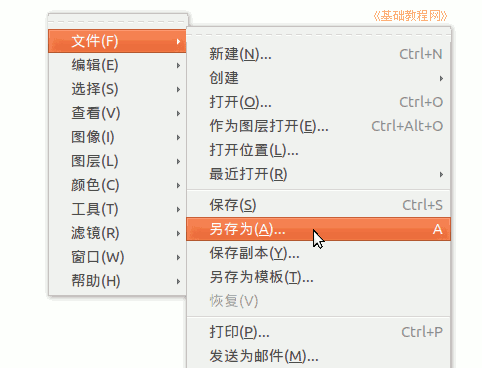 《基础教程网》
文件(F)
编辑(E)
选择(S)
查看(V)
图像(I)
图层(L)
颜色(C)
工具(T)
滤镜(R)
窗口(W)
帮助(H)
新建(N)... Ctrl+N
创建
打开(O)... Ctrl+O
作为图层打开(E)... Ctrl+Alt+O
打开位置(L)...
最近打开(R)
保存(S) Ctrl+S
另存为(A)... A
保存副本(Y)...
另存为模板(T)...
恢复(V)
打印(P)... Ctrl+P
发送为邮件(M)...